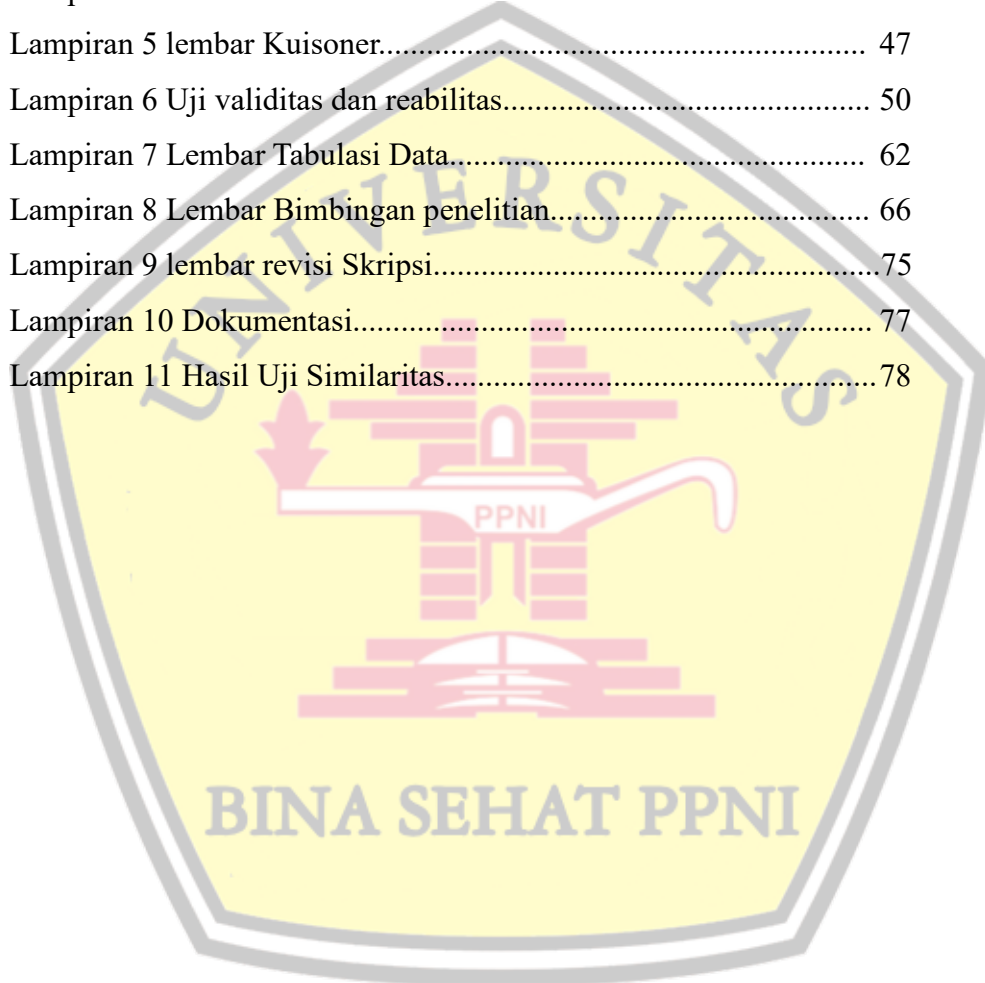 Lampiran 5 lembar Kuisoner............................................................ 47
Lampiran 6 Uji validitas dan reabilitas.............................................. 50
Lampiran 7 Lembar Tabulasi Data.................................................... 62
Lampiran 8 Lembar Bimbingan penelitian........................................ 66
Lampiran 9 lembar revisi Skripsi.......................................................75
Lampiran 10 Dokumentasi................................................................ 77
Lampiran 11 Hasil Uji Similaritas......................................................78
UNIVERSITAS
PPNI
BINA SEHAT PPNI